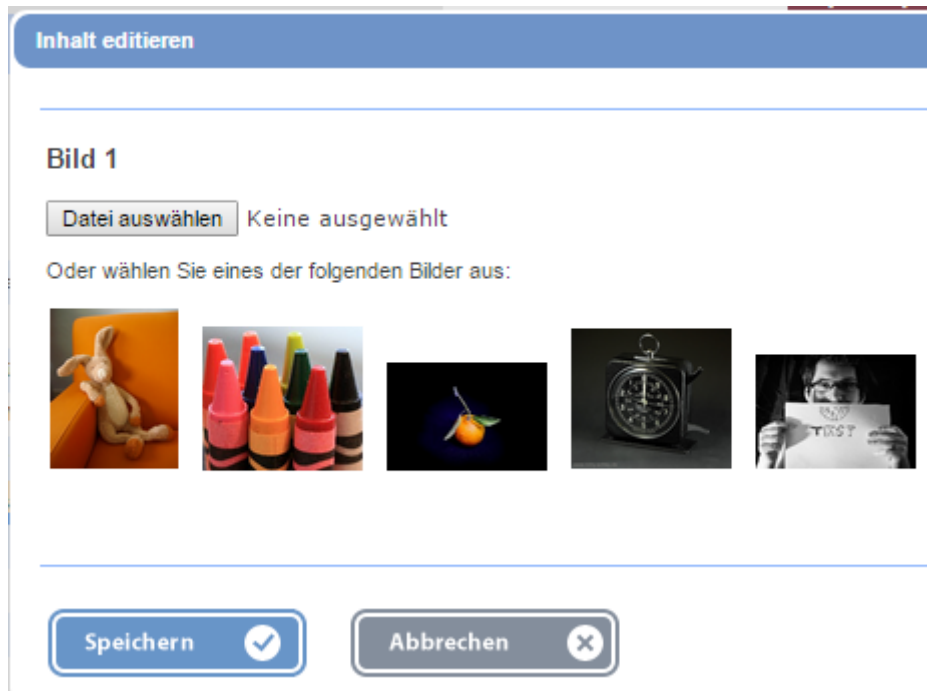 Inhalt editieren
Bild 1
Datei auswählen Keine ausgewählt
Oder wählen Sie eines der folgenden Bilder aus:
Speichern Abbrechen